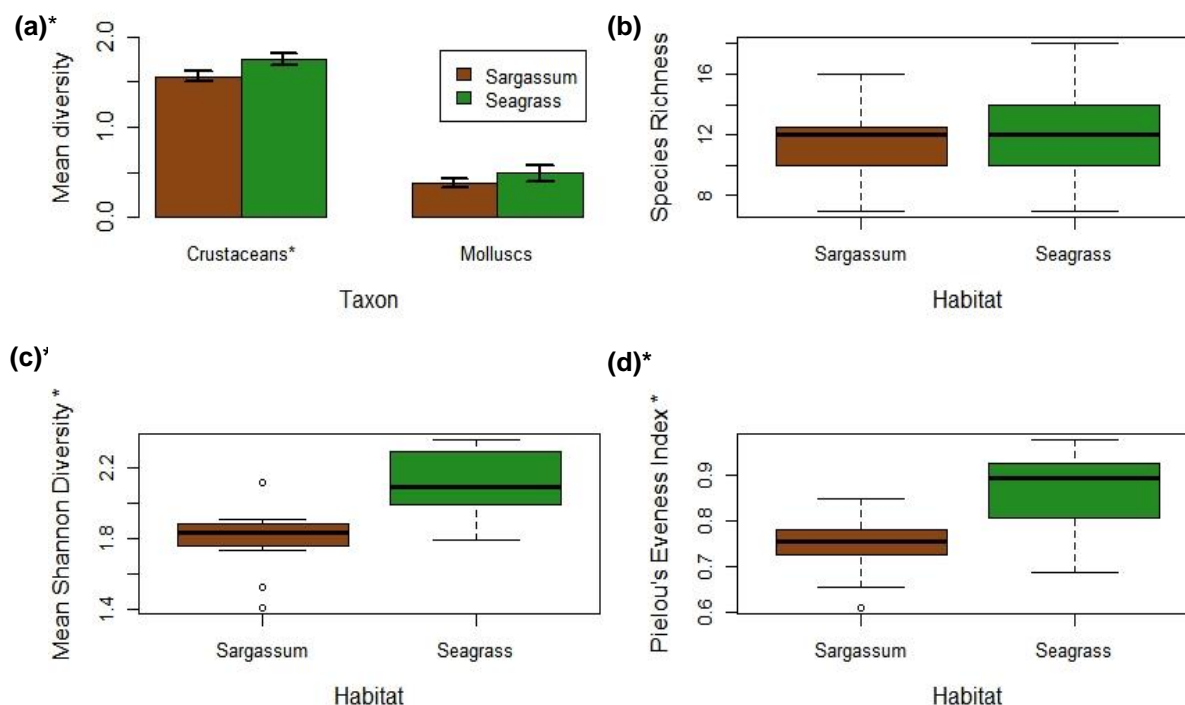 (a)*
Mean diversity
2.0
1.0
0.0
Sargassum
Seagrass
Crustaceans*
Molluscs
Taxon
(b)
Species Richness
16
12
8
Sargassum
Seagrass
Habitat
(c)*
Mean Shannon Diversity *
2.2
1.8
1.4
Sargassum
Seagrass
Habitat
(d)*
Pielou's Eveness Index *
0.9
0.8
0.7
0.6
Sargassum
Seagrass
Habitat